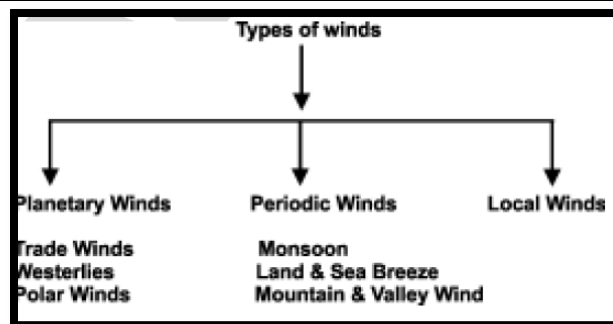 Types of winds
Planetary Winds Periodic Winds Local Winds
Trade Winds Monsoon
Westerlies Land & Sea Breeze
Polar Winds Mountain & Valley Wind